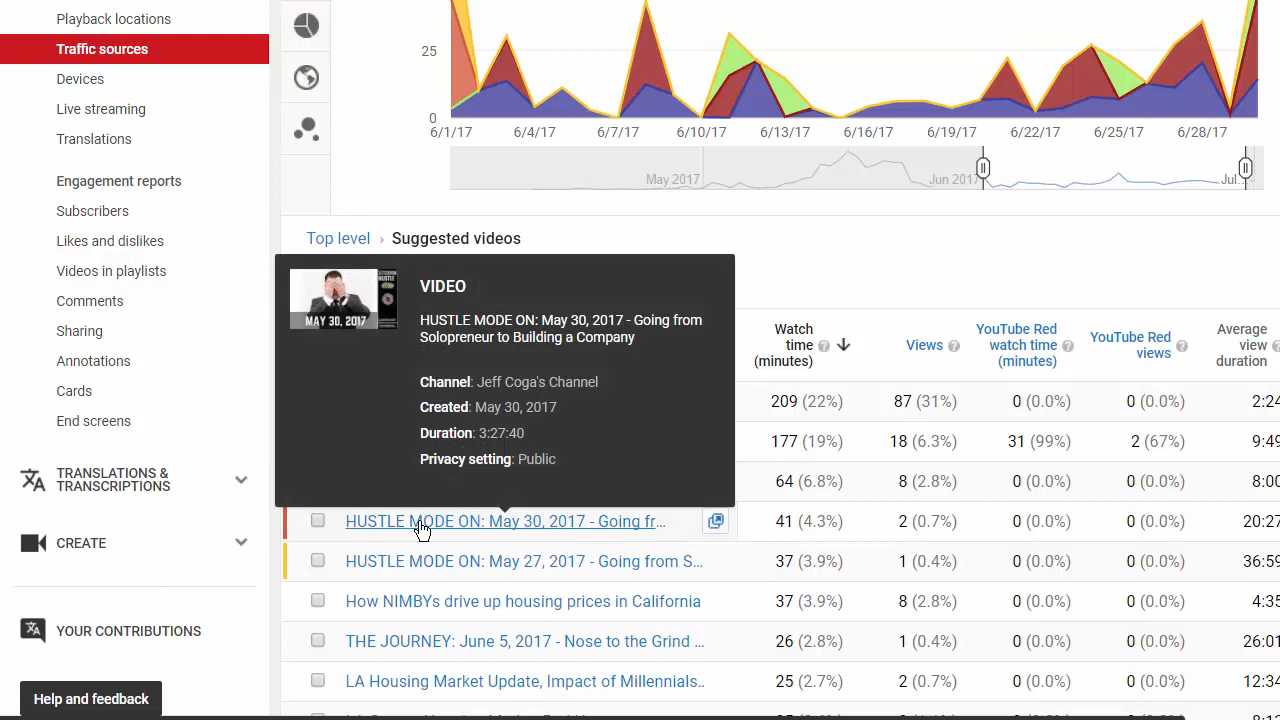 Playback locations
Traffic sources
Devices
Live streaming
Translations
Engagement reports
Subscribers
Likes and dislikes
Videos in playlists
Comments
Sharing
Annotations
Cards
End screens
TRANSLATIONS &
TRANSCRIPTIONS
CREATE
YOUR CONTRIBUTIONS
Help and feedback
25
0
6/1/17 6/4/17 6/7/17 6/10/17 6/13/17 6/16/17 6/19/17 6/22/17 6/25/17 6/28/17
May 2017 Jun 2017 Jul...
Top level › Suggested videos
MAY 30, 2017
VIDEO
HUSTLE MODE ON: May 30, 2017 - Going from
Solopreneur to Building a Company
Channel: Jeff Coga's Channel
Created: May 30, 2017
Duration: 3:27:40
Privacy setting: Public
Watch
time
(minutes)
Views
YouTube Red
watch time
(minutes)
YouTube Red
views
Average
view
duration
209 (22%) 87 (31%) 0 (0.0%) 0 (0.0%) 2:24
177 (19%) 18 (6.3%) 31 (99%) 2 (67%) 9:49
64 (6.8%) 8 (2.8%) 0 (0.0%) 0 (0.0%) 8:00
HUSTLE MODE ON: May 30, 2017 - Going fr... 41 (4.3%) 2 (0.7%) 0 (0.0%) 0 (0.0%) 20:27
HUSTLE MODE ON: May 27, 2017 - Going from S... 37 (3.9%) 1 (0.4%) 0 (0.0%) 0 (0.0%) 36:59
How NIMBYs drive up housing prices in California 37 (3.9%) 8 (2.8%) 0 (0.0%) 0 (0.0%) 4:35
THE JOURNEY: June 5, 2017 - Nose to the Grind ... 26 (2.8%) 1 (0.4%) 0 (0.0%) 0 (0.0%) 26:01
LA Housing Market Update, Impact of Millennials.. 25 (2.7%) 2 (0.7%) 0 (0.0%) 0 (0.0%) 12:34